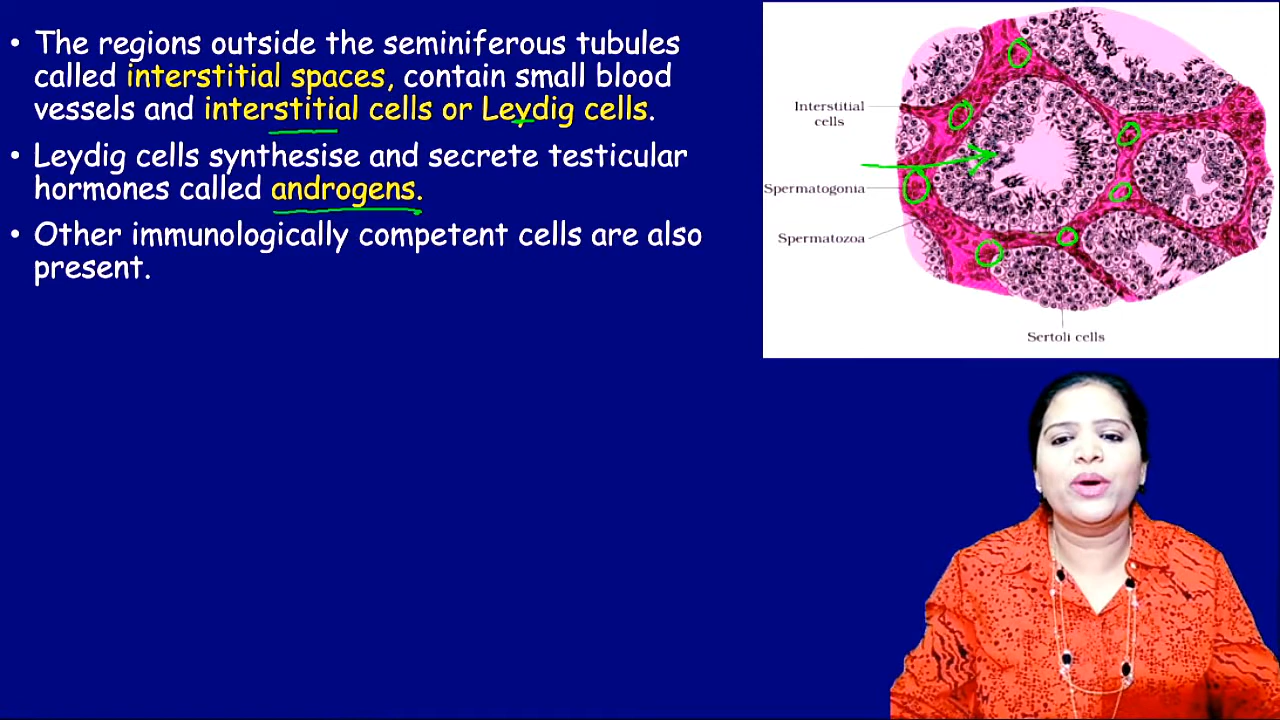 • The regions outside the seminiferous tubules
called interstitial spaces, contain small blood
vessels and interstitial cells or Leydig cells.
• Leydig cells synthesise and secrete testicular
hormones called androgens.
• Other immunologically competent cells are also
present.
Interstitial
cells
Spermatogonia
Spermatozoa
Sertoli cells